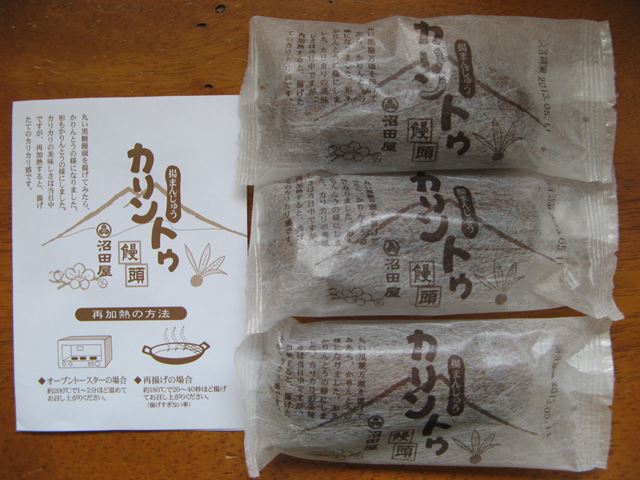 丸い黒糖饅頭を揚げてみたら、
かりんとうの様になりました。
形もかりんとうの様にしました。
カリカリの美味しさは当日中
ですが、再加熱すると、揚げ
たてのカリカリ感です。
揚まんじゅう
カリントゥ
饅頭
沼田屋
再加熱の方法
◆オーブントースターの場合
約200℃で1〜2分ほど温めて
お召し上がりください。
◆再揚げの場合
約180℃で20〜40秒ほど揚げ
てお召し上がりください。
(揚げすぎない事)
揚まんじゅう
カリントゥ
饅頭
沼田屋
揚まんじゅう
カリントゥ
饅頭
沼田屋
揚まんじゅう
カリントゥ
饅頭